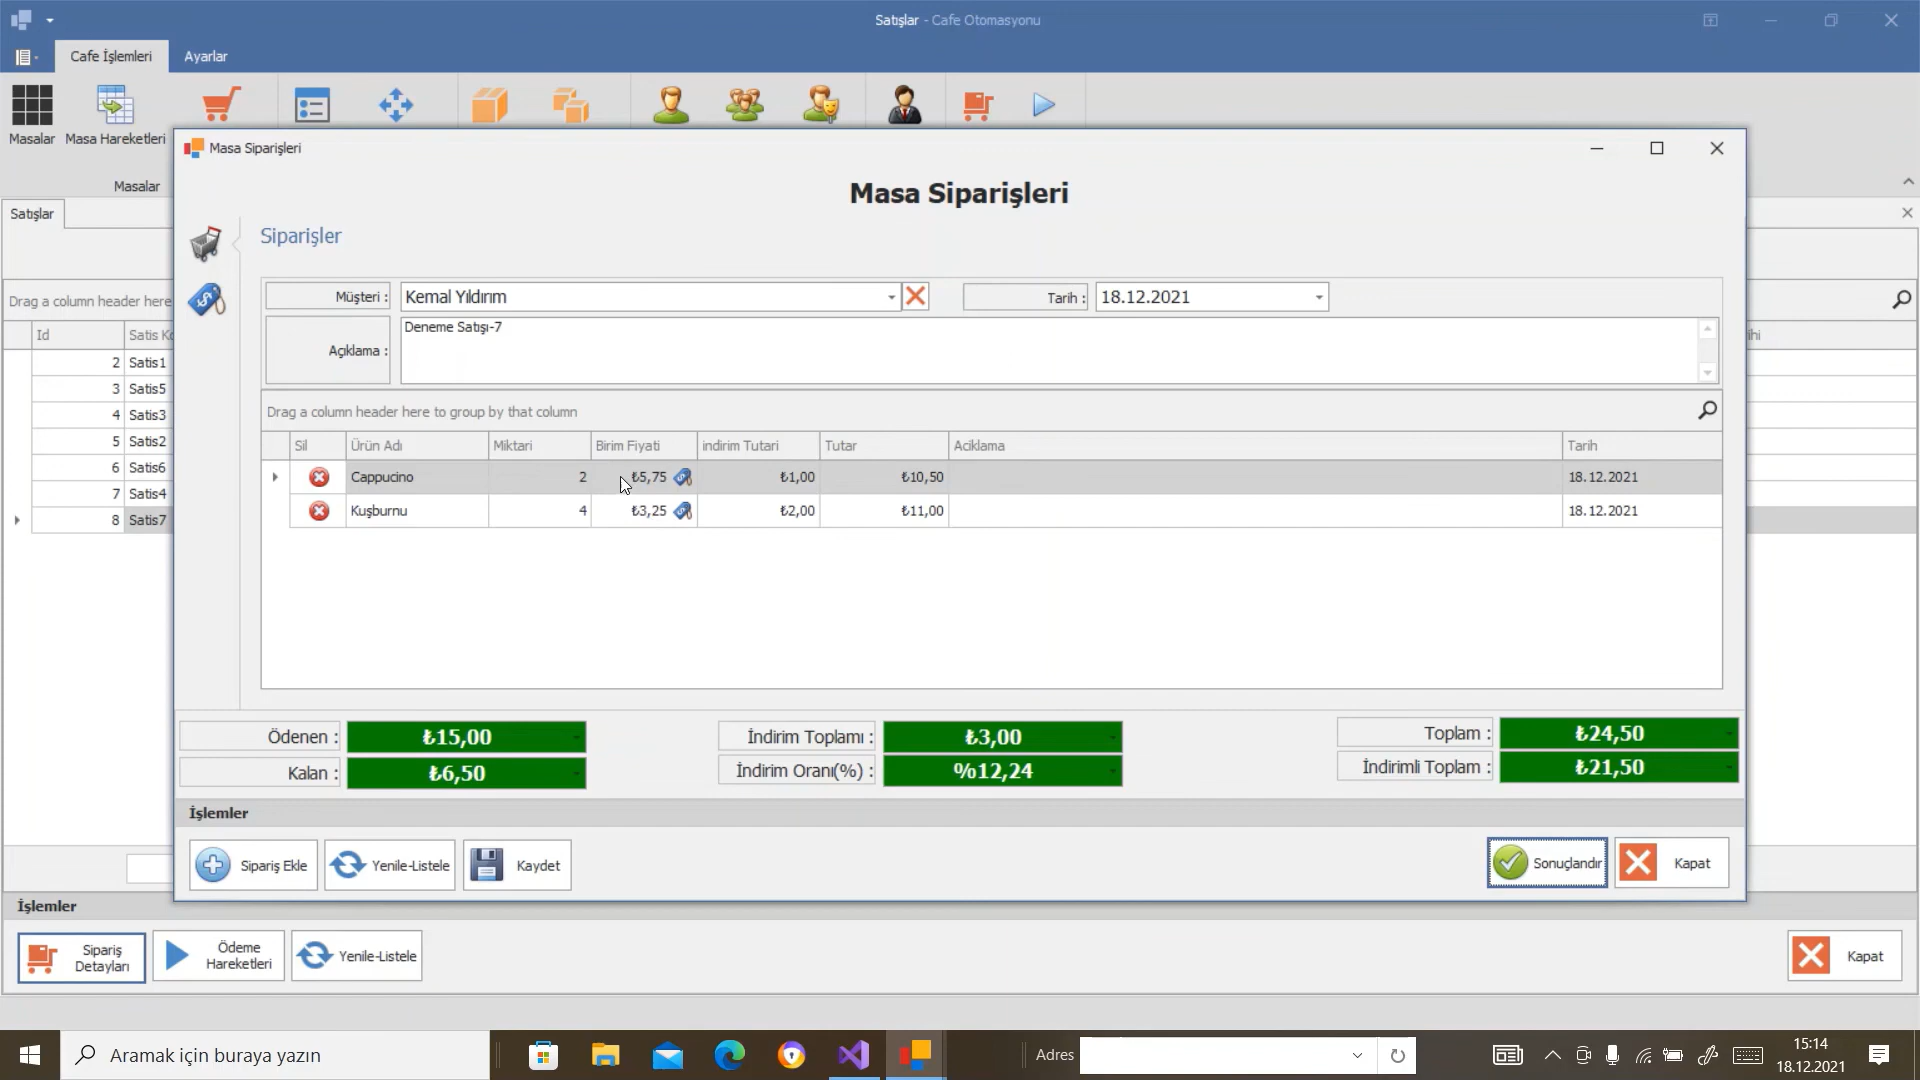 Satışlar - Cafe Otomasyonu
Cafe İşlemleri
Ayarlar
Masalar
Masa Hareketleri
Masalar
Satışlar
Drag a column header here
Id
Satis Ko
2 Satis1
3 Satis5
4 Satis3
5 Satis2
6 Satis6
7 Satis4
8 Satis7
Masa Siparişleri
Masa Siparişleri
Siparişler
Müşteri :
Kemal Yıldırım
Tarih :
18.12.2021
Açıklama :
Deneme Satışı-7
Drag a column header here to group by that column
Sil Ürün Adı Miktari Birim Fiyati indirim Tutari Tutar Aciklama Tarih
Cappucino 2 ₺5,75 ₺1,00 ₺10,50 18.12.2021
Kuşburnu 4 ₺3,25 ₺2,00 ₺11,00 18.12.2021
Ödenen : ₺15,00
Kalan : ₺6,50
İndirim Toplamı : ₺3,00
İndirim Oranı(%) : %12,24
Toplam : ₺24,50
İndirimli Toplam : ₺21,50
İşlemler
Sipariş Ekle
Yenile-Listele
Kaydet
Sonuçlandır
Kapat
İşlemler
Sipariş
Detayları
Ödeme
Hareketleri
Yenile-Listele
Kapat
Aramak için buraya yazın
Adres
15:14
18.12.2021